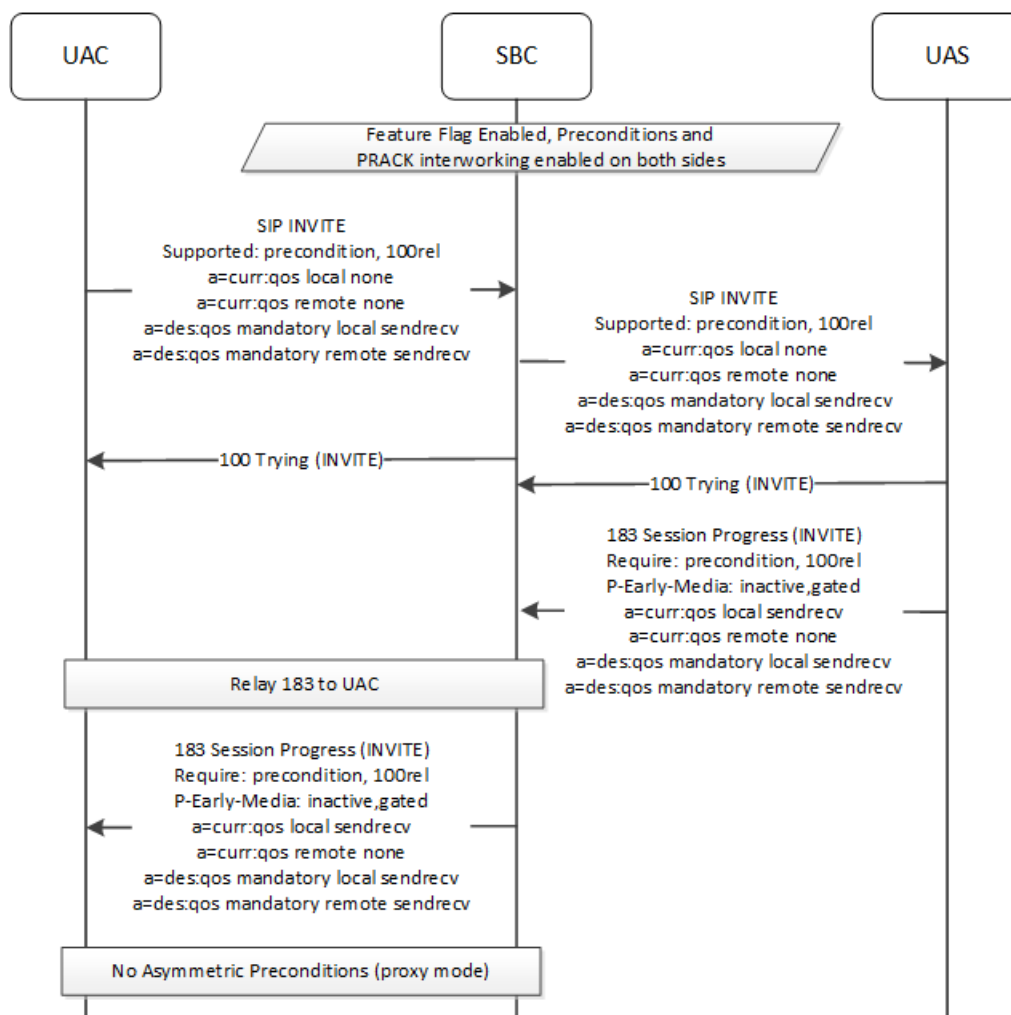 UAC
SBC
UAS
Feature Flag Enabled, Preconditions and
PRACK interworking enabled on both sides
SIP INVITE
Supported: precondition, 100rel
a=curr:qos local none
a=curr:qos remote none
a=des:qos mandatory local sendrecv
a=des:qos mandatory remote sendrecv
SIP INVITE
Supported: precondition, 100rel
a=curr:qos local none
a=curr:qos remote none
a=des:qos mandatory local sendrecv
a=des:qos mandatory remote sendrecv
100 Trying (INVITE)
100 Trying (INVITE)
183 Session Progress (INVITE)
Require: precondition, 100rel
P-Early-Media: inactive,gated
a=curr:qos local sendrecv
a=curr:qos remote none
a=des:qos mandatory local sendrecv
a=des:qos mandatory remote sendrecv
Relay 183 to UAC
183 Session Progress (INVITE)
Require: precondition, 100rel
P-Early-Media: inactive,gated
a=curr:qos local sendrecv
a=curr:qos remote none
a=des:qos mandatory local sendrecv
a=des:qos mandatory remote sendrecv
No Asymmetric Preconditions (proxy mode)